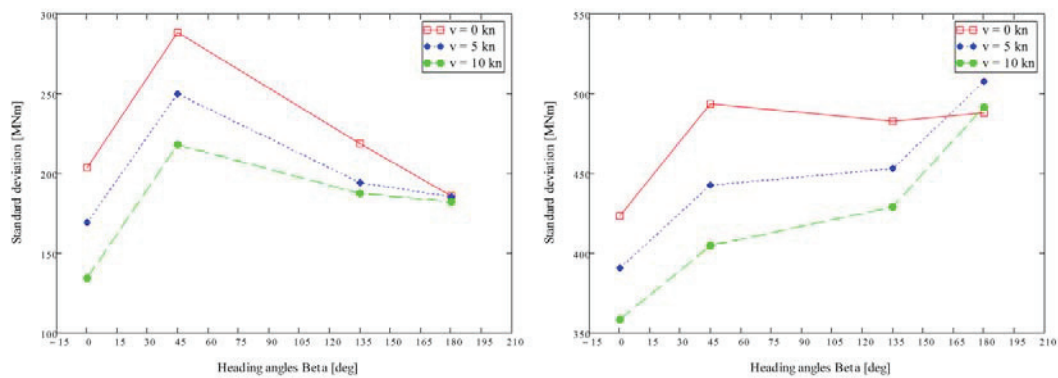 300
250
200
150
100
Standard deviation [MNm]
v = 0 kn
v = 5 kn
v = 10 kn
−15 0 15 30 45 60 75 90 105 120 135 150 165 180 195 210
Heading angles Beta [deg]
550
500
450
400
350
Standard deviation [MNm]
v = 0 kn
v = 5 kn
v = 10 kn
−15 0 15 30 45 60 75 90 105 120 135 150 165 180 195 210
Heading angles Beta [deg]